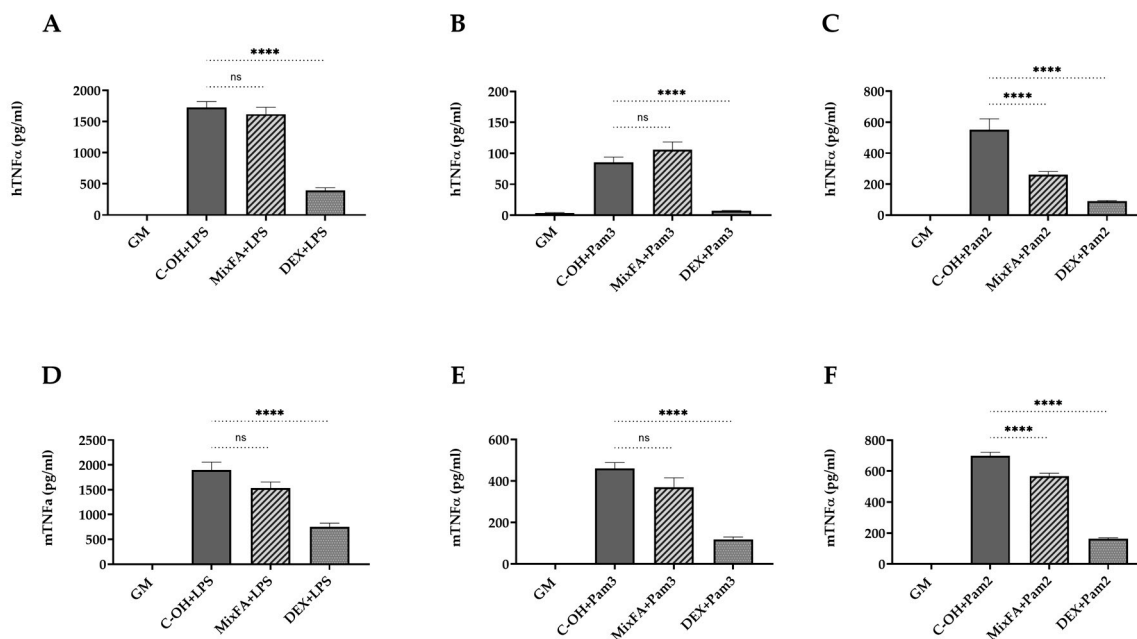 A
****
ns
hTNFα (pg/ml)
2000
1500
1000
500
0
GM
C-OH+LPS
MixFA+LPS
DEX+LPS
B
****
ns
hTNFα (pg/ml)
200
150
100
50
0
GM
C-OH+Pam3
MixFA+Pam3
DEX+Pam3
C
****
****
hTNFα (pg/ml)
800
600
400
200
0
GM
C-OH+Pam2
MixFA+Pam2
DEX+Pam2
D
****
ns
mTNFa (pg/ml)
2500
2000
1500
1000
500
0
GM
C-OH+LPS
MixFA+LPS
DEX+LPS
E
****
ns
mTNFα (pg/ml)
600
400
200
0
GM
C-OH+Pam3
MixFA+Pam3
DEX+Pam3
F
****
****
mTNFα (pg/ml)
800
600
400
200
0
GM
C-OH+Pam2
MixFA+Pam2
DEX+Pam2